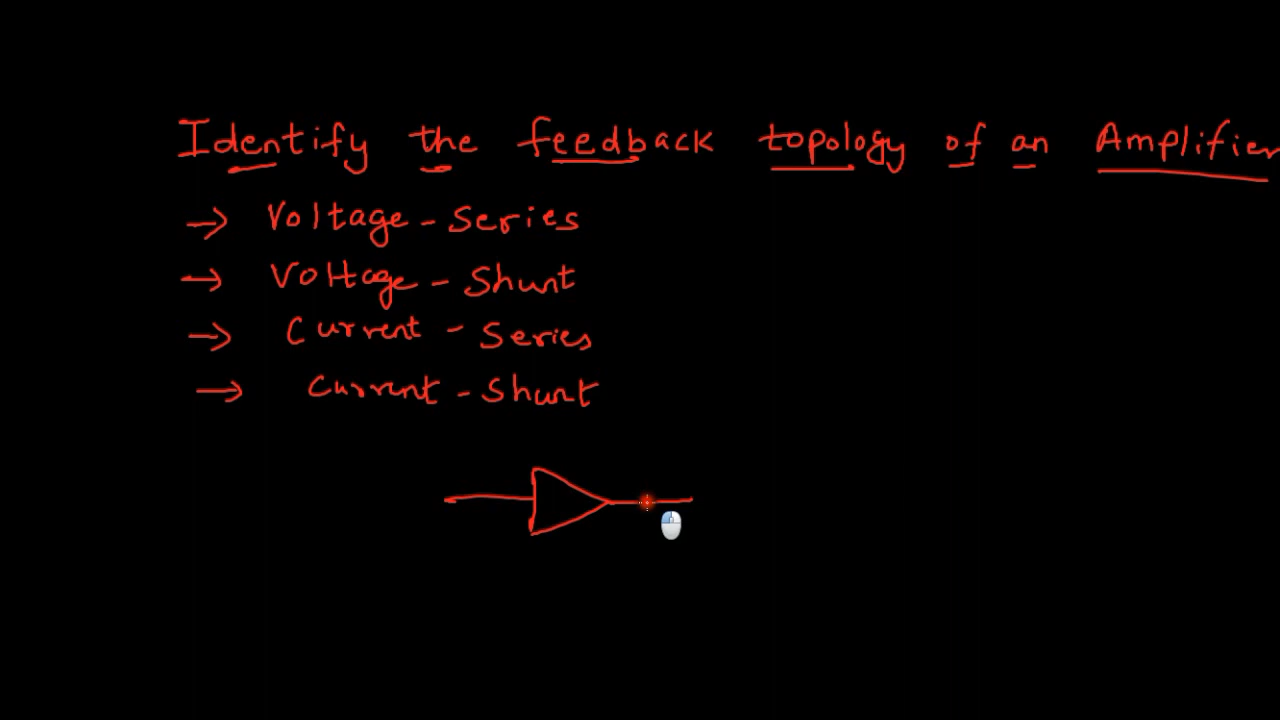 Identify the feedback topology of an Amplifier
→ Voltage - Series
→ Voltage - Shunt
→ Current - Series
→ Current - Shunt